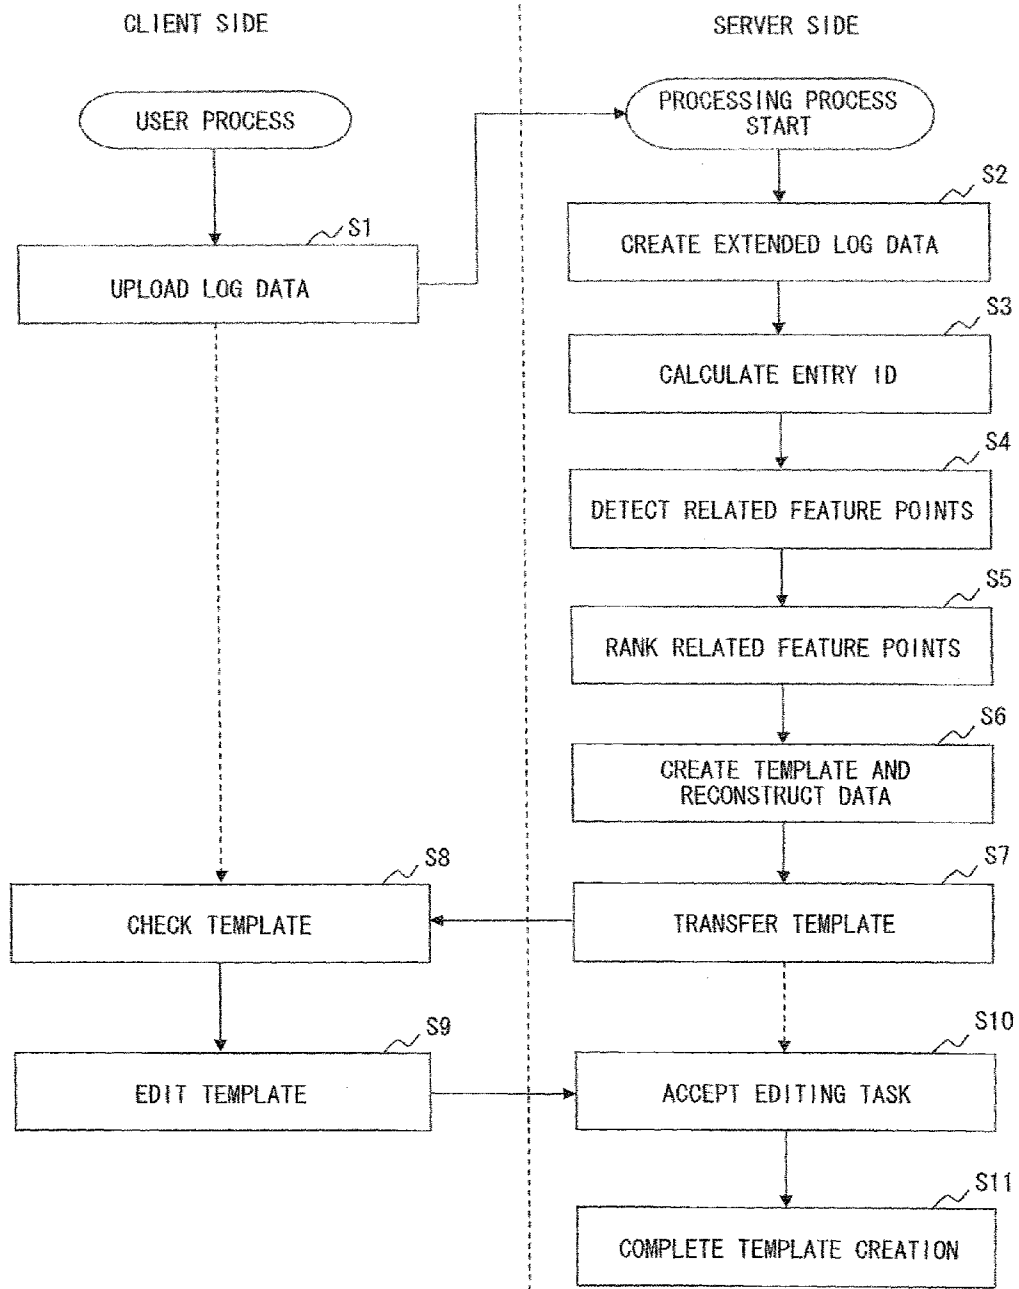 CLIENT SIDE
SERVER SIDE
USER PROCESS
PROCESSING PROCESS
START
S1
UPLOAD LOG DATA
S2
CREATE EXTENDED LOG DATA
S3
CALCULATE ENTRY ID
S4
DETECT RELATED FEATURE POINTS
S5
RANK RELATED FEATURE POINTS
S6
CREATE TEMPLATE AND
RECONSTRUCT DATA
S7
TRANSFER TEMPLATE
S8
CHECK TEMPLATE
S9
EDIT TEMPLATE
S10
ACCEPT EDITING TASK
S11
COMPLETE TEMPLATE CREATION